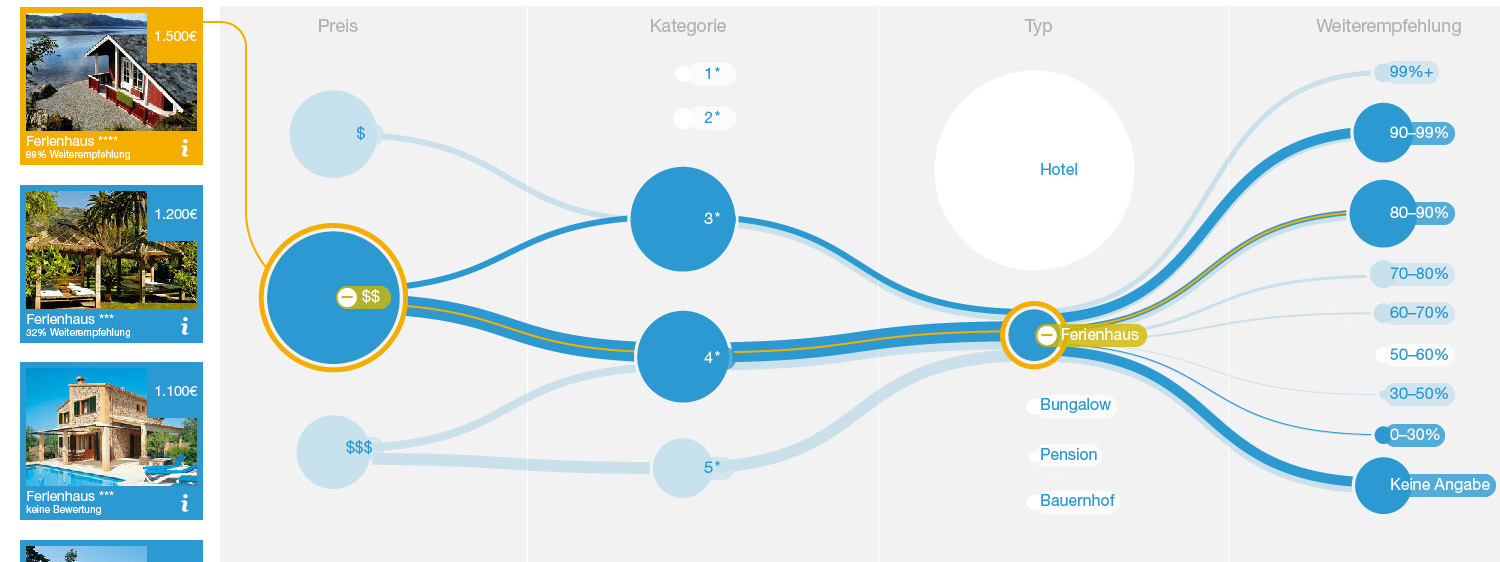 1.500€
Ferienhaus ****
89% Weiterempfehlung
i
1.200€
Ferienhaus ***
32% Weiterempfehlung
i
1.100€
Ferienhaus ***
keine Bewertung
i
Preis
$
$$
$$$
Kategorie
1*
2*
3*
4*
5*
Typ
Hotel
Ferienhaus
Bungalow
Pension
Bauernhof
Weiterempfehlung
99%+
90–99%
80–90%
70–80%
60–70%
50–60%
30–50%
0–30%
Keine Angabe